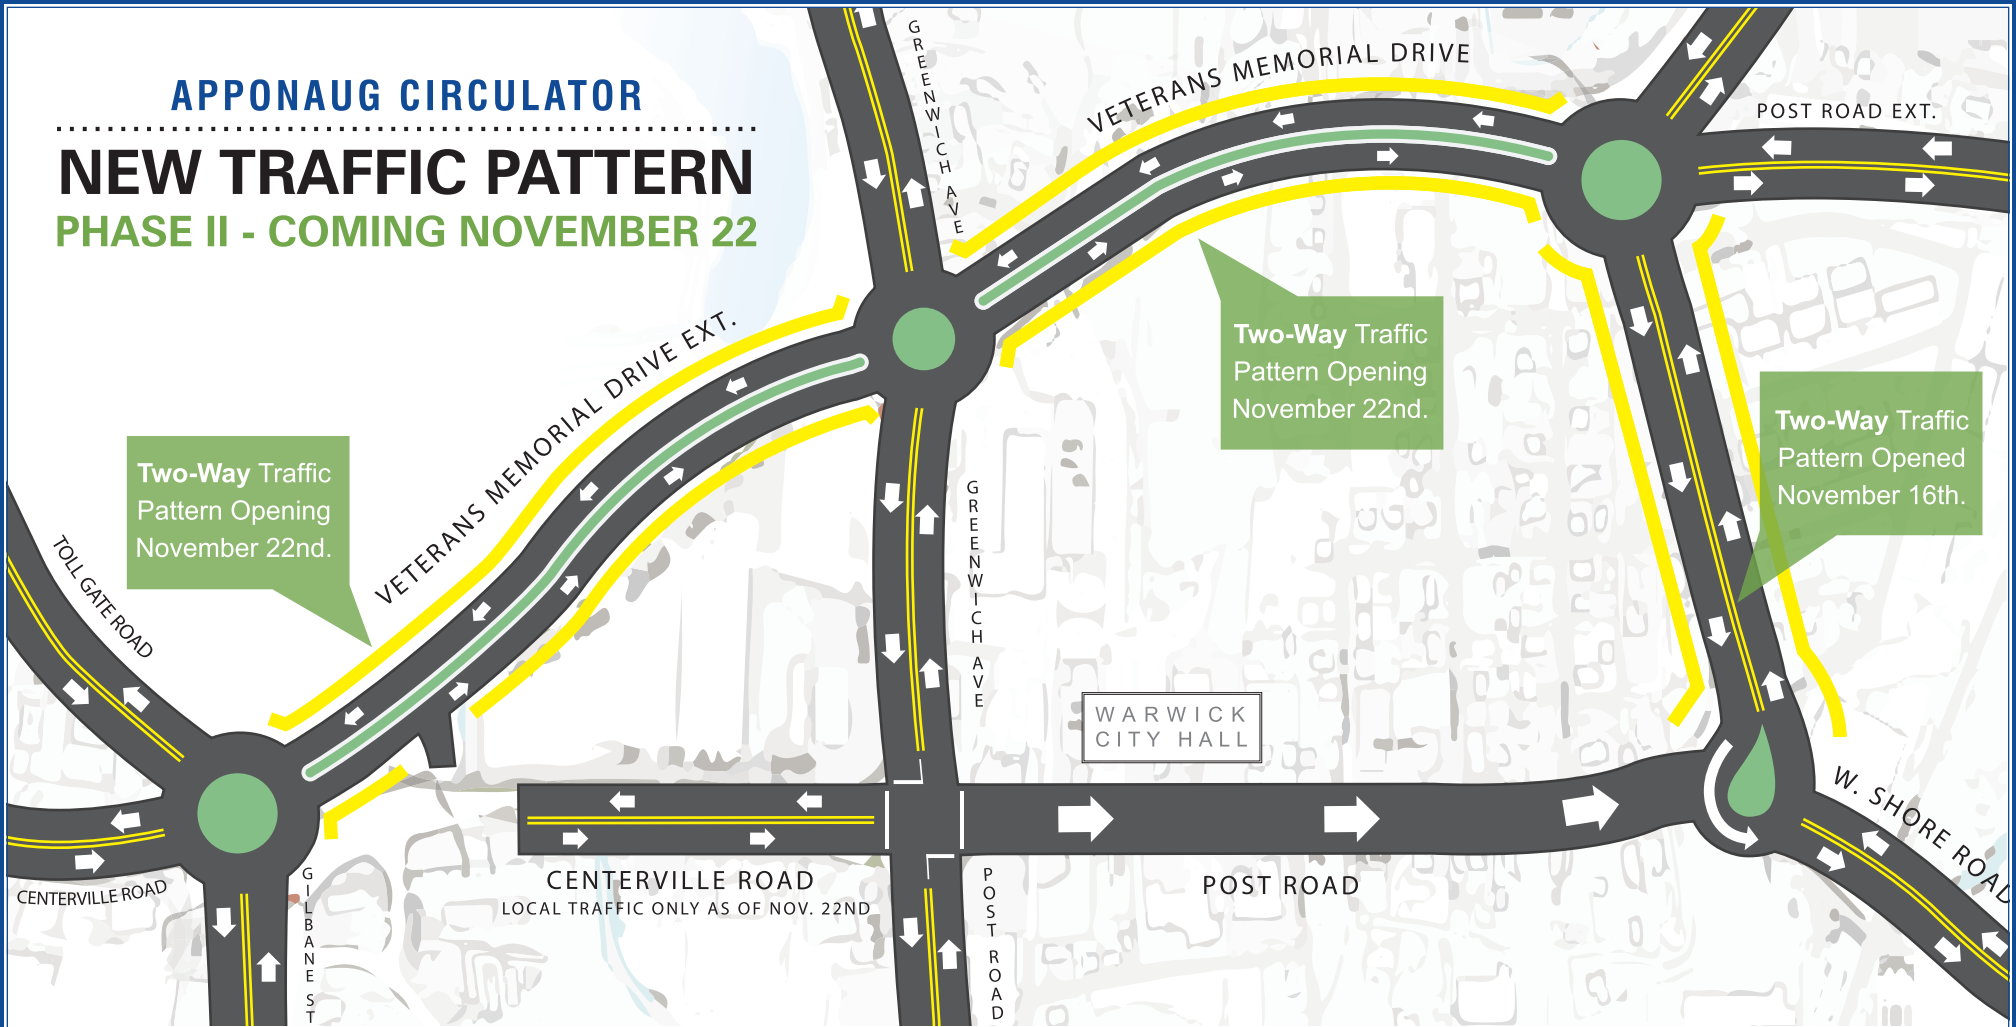 APPONAUG CIRCULATOR
NEW TRAFFIC PATTERN
PHASE II - COMING NOVEMBER 22
GREENWICH AVE
VETERANS MEMORIAL DRIVE
POST ROAD EXT.
VETERANS MEMORIAL DRIVE EXT.
Two-Way Traffic
Pattern Opening
November 22nd.
Two-Way Traffic
Pattern Opened
November 16th.
Two-Way Traffic
Pattern Opening
November 22nd.
TOLL GATE ROAD
GREENWICH AVE
WARWICK
CITY HALL
W. SHORE ROAD
CENTERVILLE ROAD
GILBANE ST
CENTERVILLE ROAD
LOCAL TRAFFIC ONLY AS OF NOV. 22ND
POST ROAD
POST ROAD